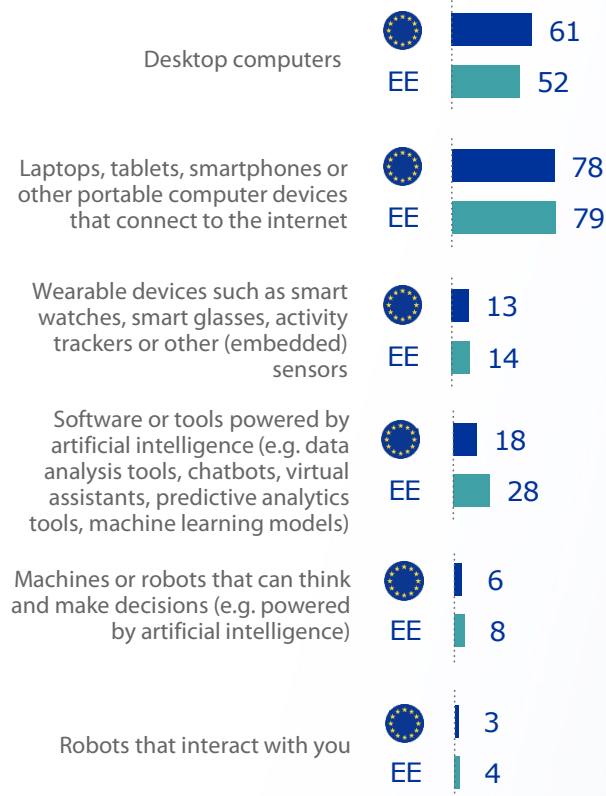 Desktop computers
61
EE
52
Laptops, tablets, smartphones or
other portable computer devices
that connect to the internet
78
EE
79
Wearable devices such as smart
watches, smart glasses, activity
trackers or other (embedded)
sensors
13
EE
14
Software or tools powered by
artificial intelligence (e.g. data
analysis tools, chatbots, virtual
assistants, predictive analytics
tools, machine learning models)
18
EE
28
Machines or robots that can think
and make decisions (e.g. powered
by artificial intelligence)
6
EE
8
Robots that interact with you
3
EE
4